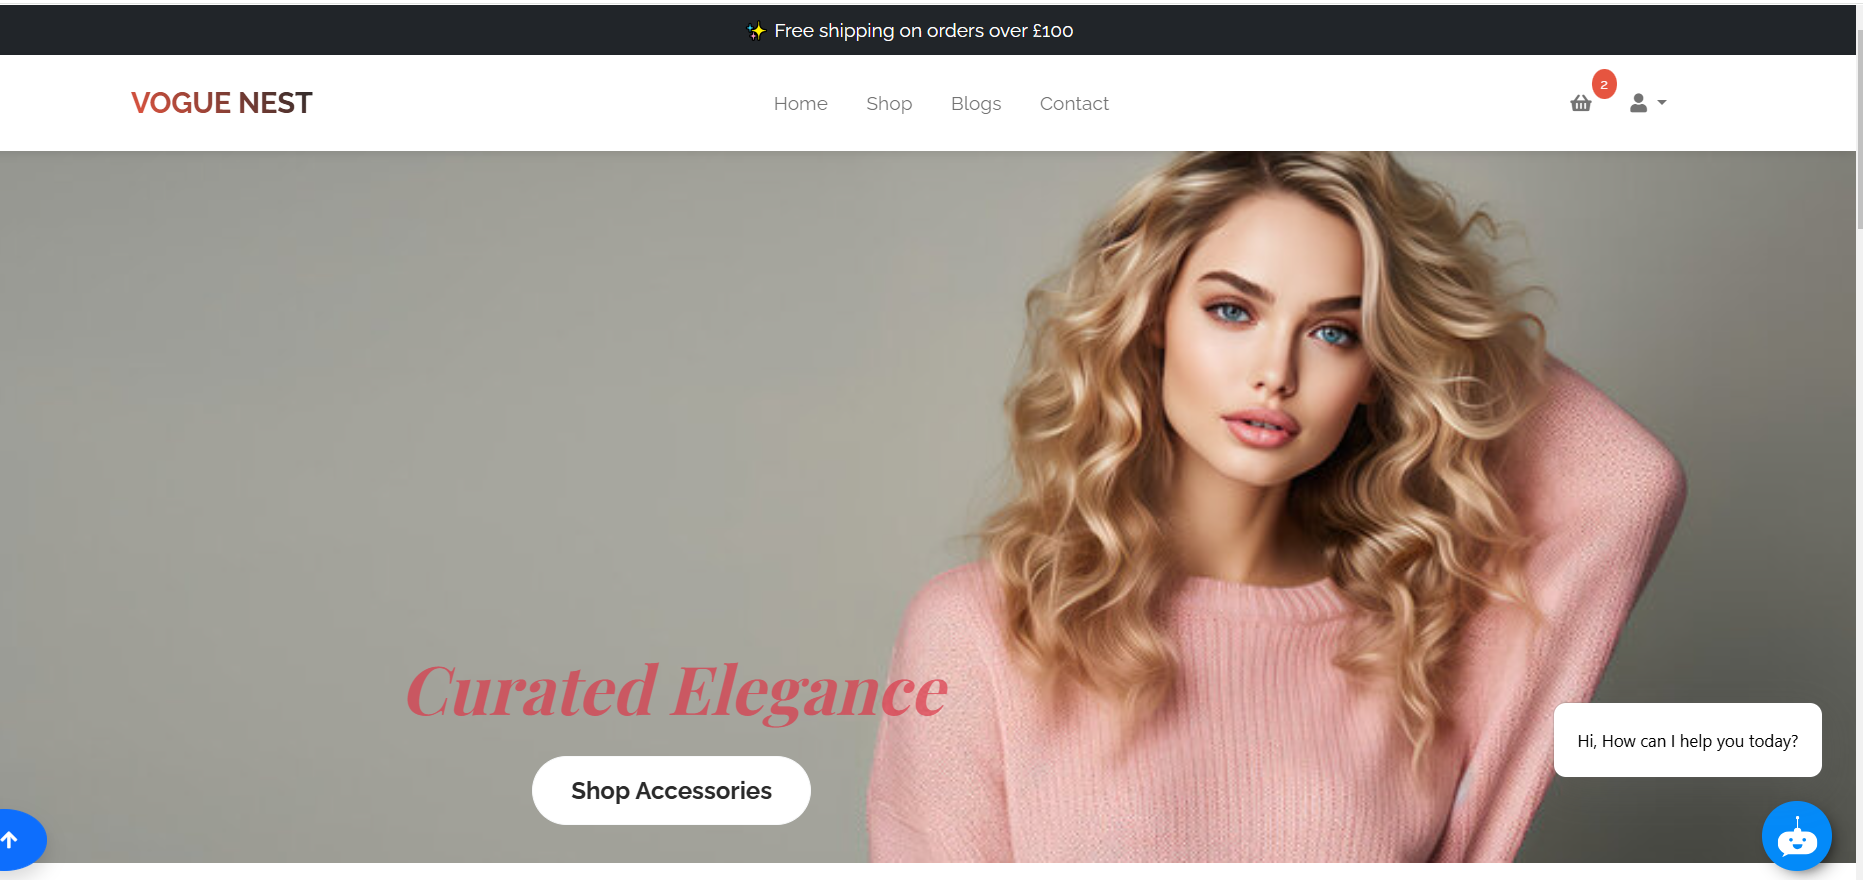 ✨ Free shipping on orders over £100
VOGUE NEST
Home Shop Blogs Contact
2
Curated Elegance
Shop Accessories
Hi, How can I help you today?